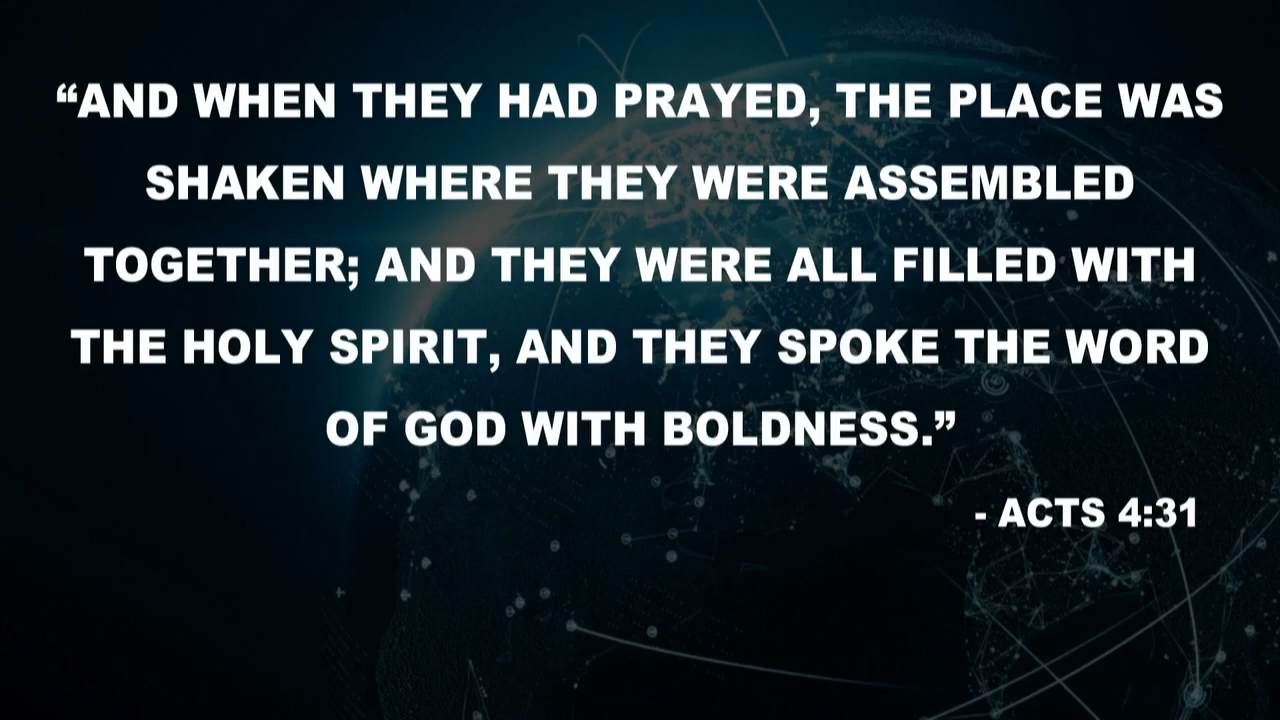 “AND WHEN THEY HAD PRAYED, THE PLACE WAS
SHAKEN WHERE THEY WERE ASSEMBLED
TOGETHER; AND THEY WERE ALL FILLED WITH
THE HOLY SPIRIT, AND THEY SPOKE THE WORD
OF GOD WITH BOLDNESS.”
- ACTS 4:31